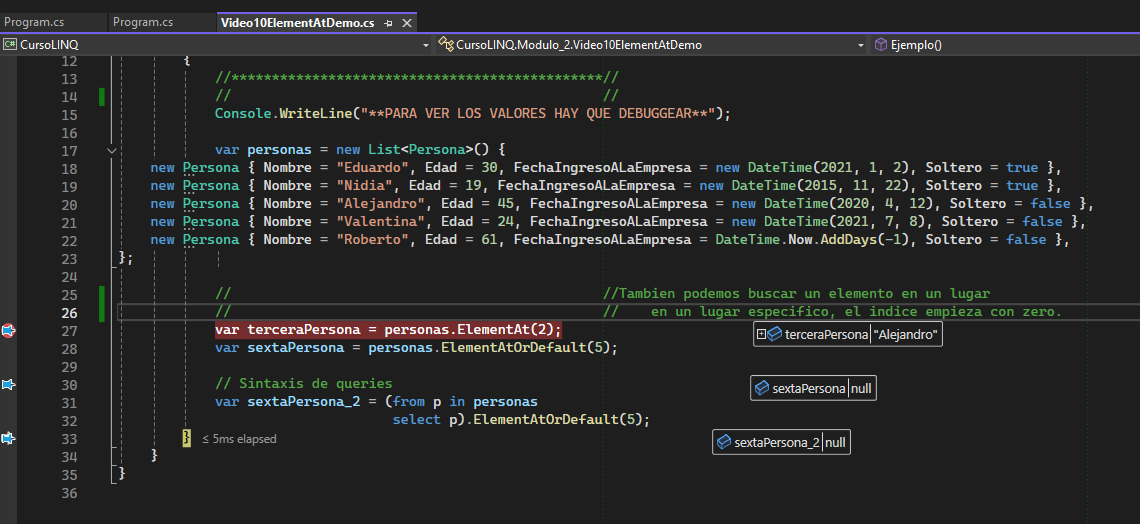 Program.cs Program.cs Video10ElementAtDemo.cs
C# CursoLINQ CursoLINQ.Modulo_2.Video10ElementAtDemo Ejemplo()
12 {
13 //**********************************************//
14 // //
15 Console.WriteLine("**PARA VER LOS VALORES HAY QUE DEBUGGEAR**");
16
17 var personas = new List<Persona>() {
18 new Persona { Nombre = "Eduardo", Edad = 30, FechaIngresoALaEmpresa = new DateTime(2021, 1, 2), Soltero = true },
19 new Persona { Nombre = "Nidia", Edad = 19, FechaIngresoALaEmpresa = new DateTime(2015, 11, 22), Soltero = true },
20 new Persona { Nombre = "Alejandro", Edad = 45, FechaIngresoALaEmpresa = new DateTime(2020, 4, 12), Soltero = false },
21 new Persona { Nombre = "Valentina", Edad = 24, FechaIngresoALaEmpresa = new DateTime(2021, 7, 8), Soltero = false },
22 new Persona { Nombre = "Roberto", Edad = 61, FechaIngresoALaEmpresa = DateTime.Now.AddDays(-1), Soltero = false },
23 };
24
25 // //Tambien podemos buscar un elemento en un lugar
26 // // en un lugar especifico, el indice empieza con zero.
27 var terceraPersona = personas.ElementAt(2); terceraPersona "Alejandro"
28 var sextaPersona = personas.ElementAtOrDefault(5);
29
30 // Sintaxis de queries sextaPersona null
31 var sextaPersona_2 = (from p in personas
32 select p).ElementAtOrDefault(5);
33 } ≤ 5ms elapsed sextaPersona_2 null
34 }
35 }
36